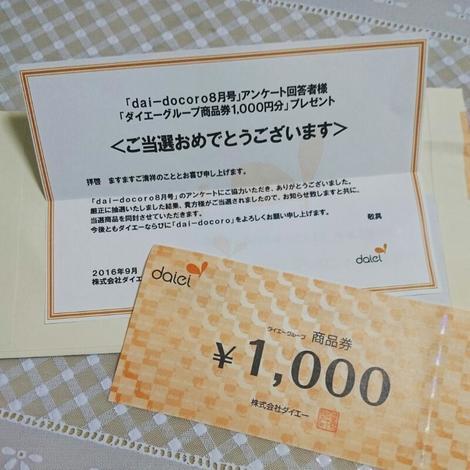 「dai-docoro8月号」アンケート回答者様
「ダイエーグループ商品券1,000円分」プレゼント
<ご当選おめでとうございます>
拝啓 ますますご清祥のこととお喜び申し上げます。
「dai-docoro8月号」のアンケートにご協力いただき、ありがとうございました。
厳正に抽選いたしました結果、貴方様がご当選されましたので、お知らせ致しますと共に、
当選商品を同封させていただきます。
今後ともダイエーならびに「dai-docoro」をよろしくお願い申し上げます。
敬具
2016年9月
株式会社ダイエー
daiei
daiei
ダイエーグループ 商品券
¥1,000
株式会社ダイエー